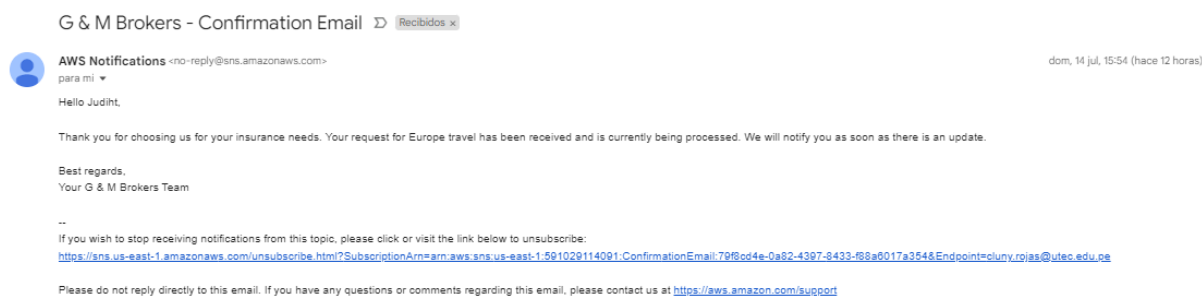 G & M Brokers - Confirmation Email Recibidos ×
AWS Notifications <no-reply@sns.amazonaws.com> dom, 14 jul, 15:54 (hace 12 horas)
para mí
Hello Judiht,
Thank you for choosing us for your insurance needs. Your request for Europe travel has been received and is currently being processed. We will notify you as soon as there is an update.
Best regards,
Your G & M Brokers Team
--
If you wish to stop receiving notifications from this topic, please click or visit the link below to unsubscribe:
https://sns.us-east-1.amazonaws.com/unsubscribe.html?SubscriptionArn=arn:aws:sns:us-east-1:591029114091:ConfirmationEmail:79f8cd4e-0a82-4397-8433-f88a6017a354&Endpoint=cluny.rojas@utec.edu.pe
Please do not reply directly to this email. If you have any questions or comments regarding this email, please contact us at https://aws.amazon.com/support